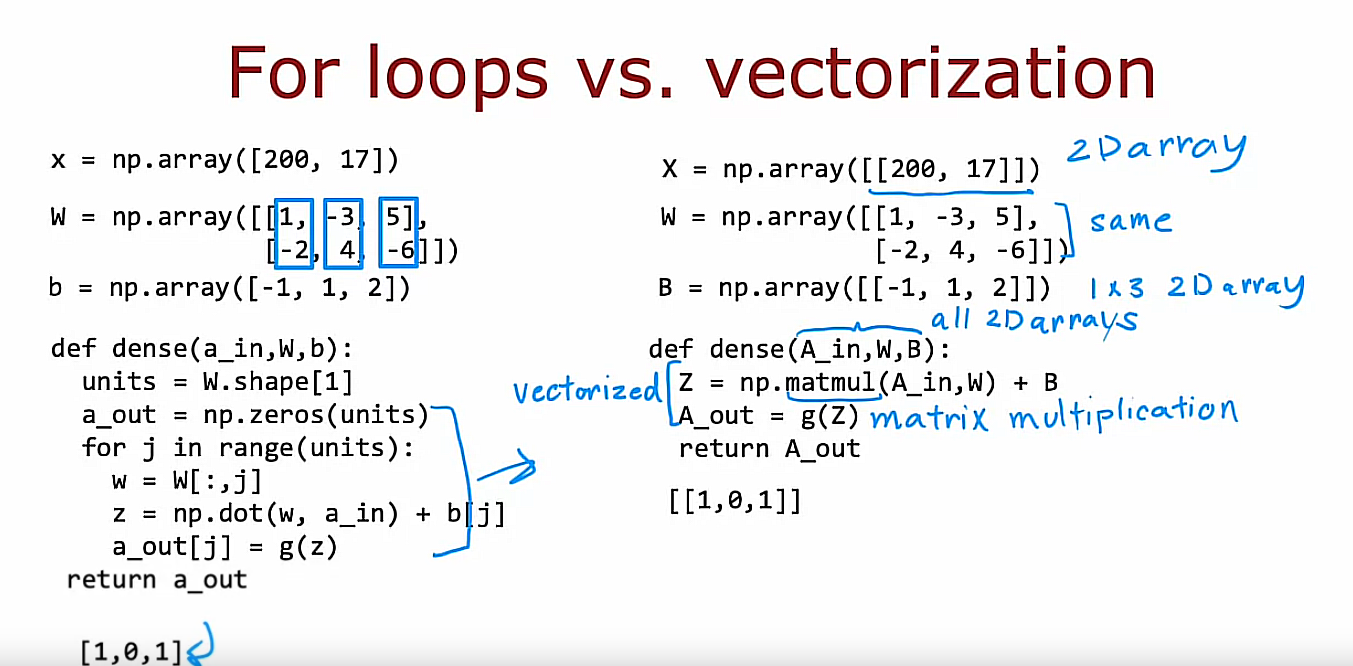 For loops vs. vectorization
x = np.array([200, 17])
W = np.array([[1, -3, 5],
[-2, 4, -6]])
b = np.array([-1, 1, 2])
def dense(a_in,W,b):
units = W.shape[1]
a_out = np.zeros(units)
for j in range(units):
w = W[:,j]
z = np.dot(w, a_in) + b[j]
a_out[j] = g(z)
return a_out
[1,0,1]
X = np.array([[200, 17]]) 2D array
W = np.array([[1, -3, 5], same
[-2, 4, -6]])
B = np.array([[-1, 1, 2]]) 1x3 2D array
all 2D arrays
def dense(A_in,W,B):
vectorized Z = np.matmul(A_in,W) + B
A_out = g(Z) matrix multiplication
return A_out
[[1,0,1]]